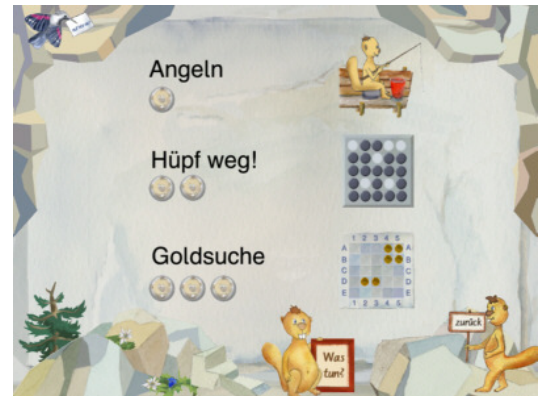 Angeln
Hüpf weg!
Goldsuche
1 2 3 4 5
A A
B B
C C
D D
E E
1 2 3 4 5
zurück
Was
tun?